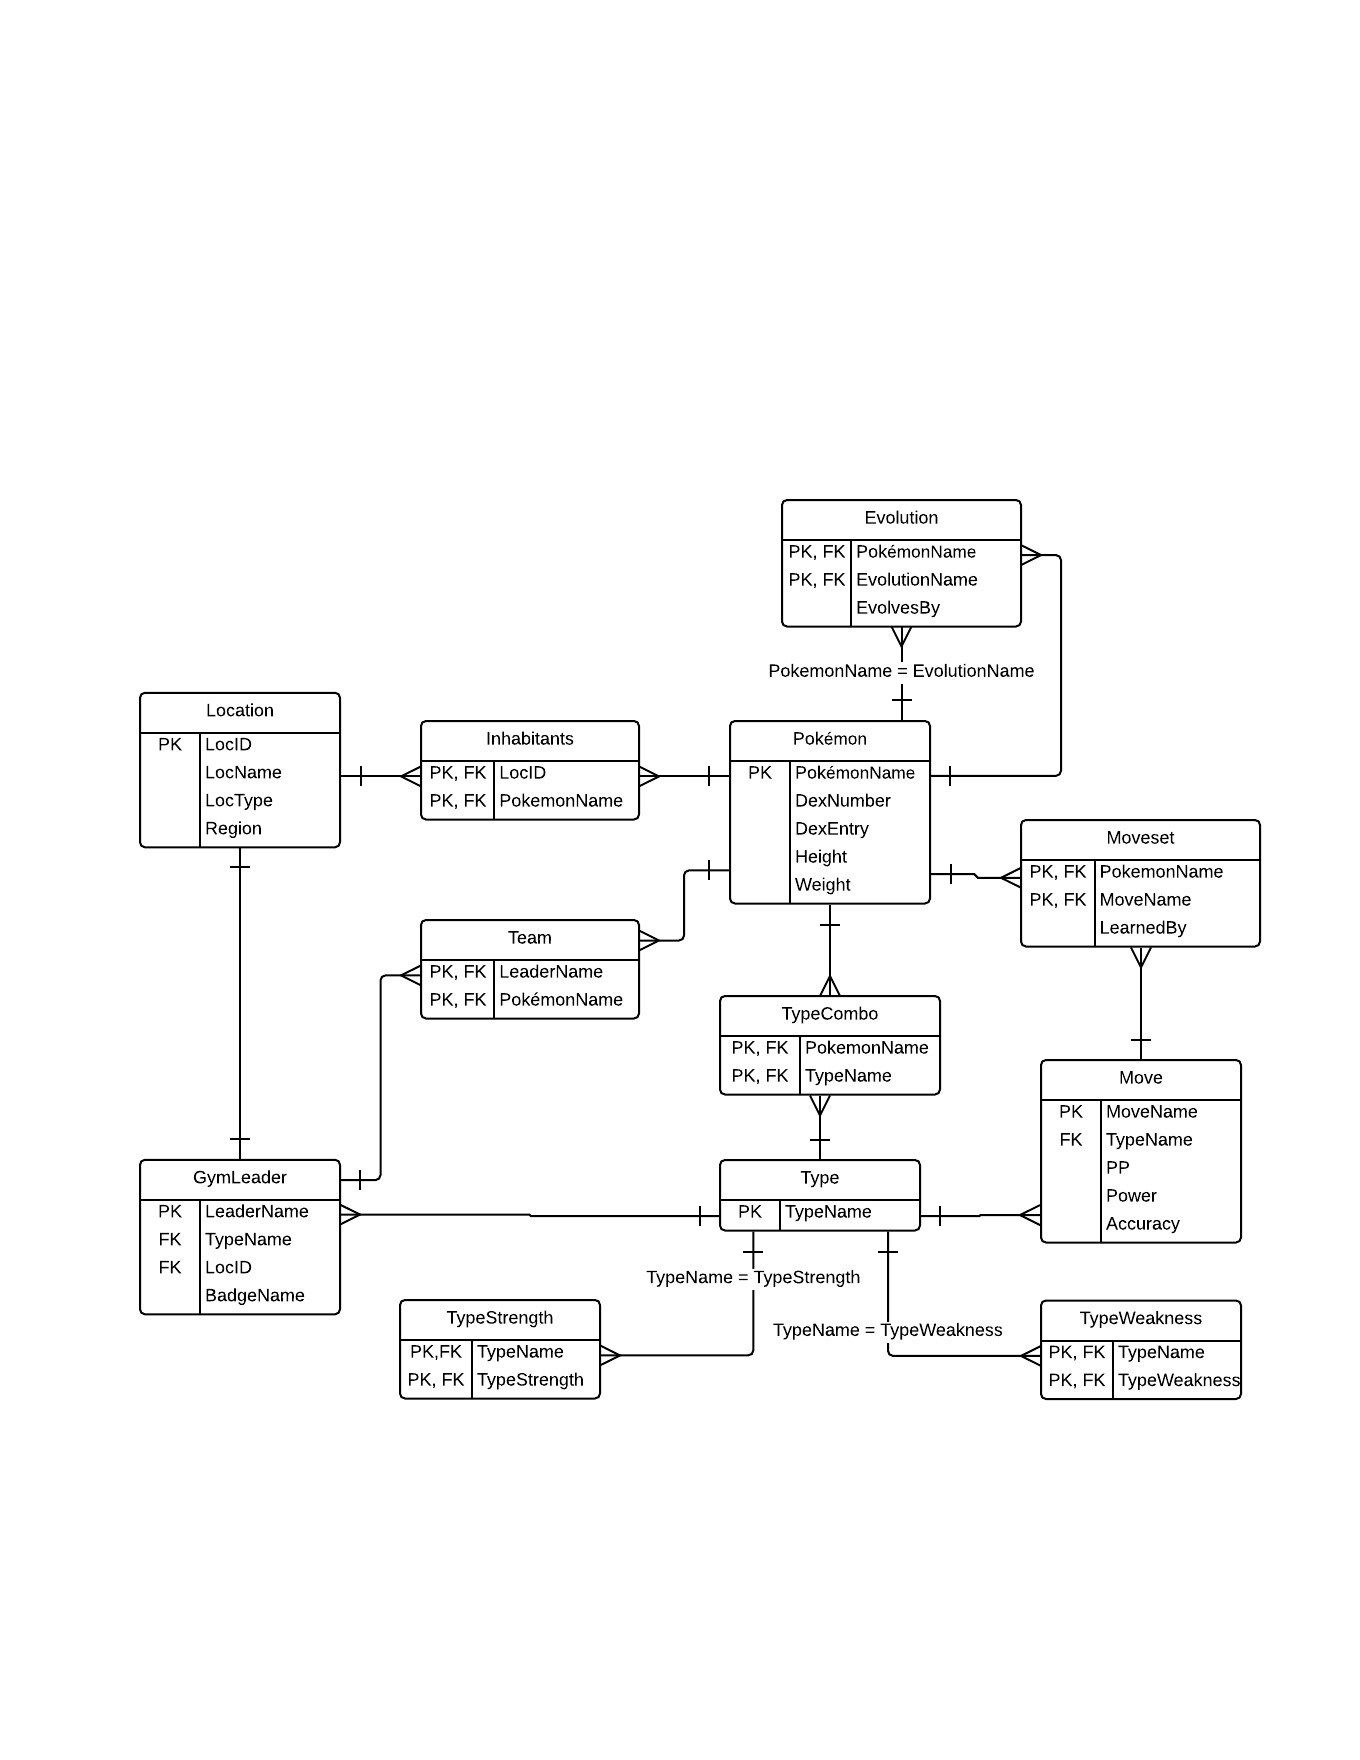 Evolution
PK, FK PokémonName
PK, FK EvolutionName
EvolvesBy
PokemonName = EvolutionName
Location
PK LocID
LocName
LocType
Region
Inhabitants
PK, FK LocID
PK, FK PokemonName
Pokémon
PK PokémonName
DexNumber
DexEntry
Height
Weight
Moveset
PK, FK PokemonName
PK, FK MoveName
LearnedBy
Team
PK, FK LeaderName
PK, FK PokémonName
TypeCombo
PK, FK PokemonName
PK, FK TypeName
Move
PK MoveName
FK TypeName
PP
Power
Accuracy
GymLeader
PK LeaderName
FK TypeName
FK LocID
BadgeName
Type
PK TypeName
TypeName = TypeStrength
TypeName = TypeWeakness
TypeStrength
PK,FK TypeName
PK, FK TypeStrength
TypeWeakness
PK, FK TypeName
PK, FK TypeWeakness